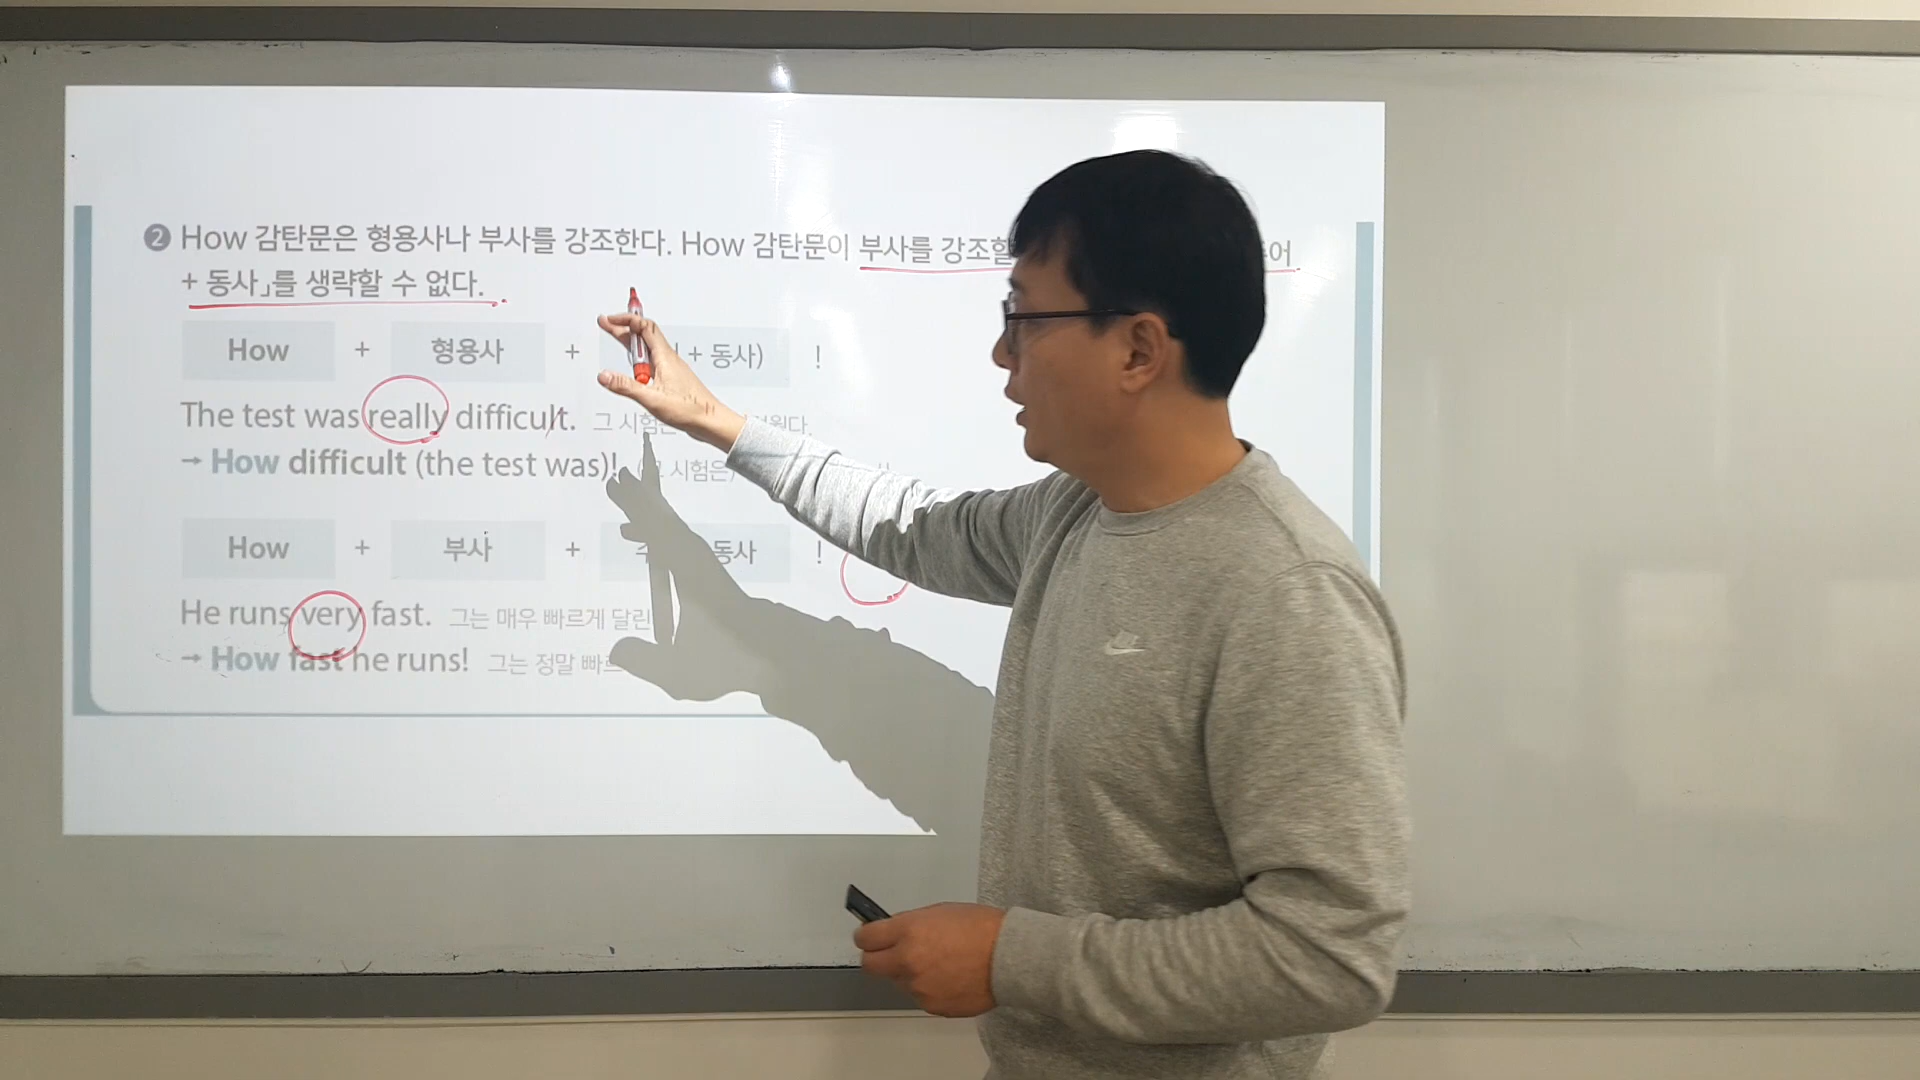 ❷ How 감탄문은 형용사나 부사를 강조한다. How 감탄문이 부사를 강조할
+ 동사」를 생략할 수 없다.
How + 형용사 + + 동사) !
The test was really difficult. 그
→ How difficult (the test was)! 시험은)
How + 부사 + 동사 !
He runs very fast. 그는 매우 빠르게
→ How fast he runs! 그는 정말